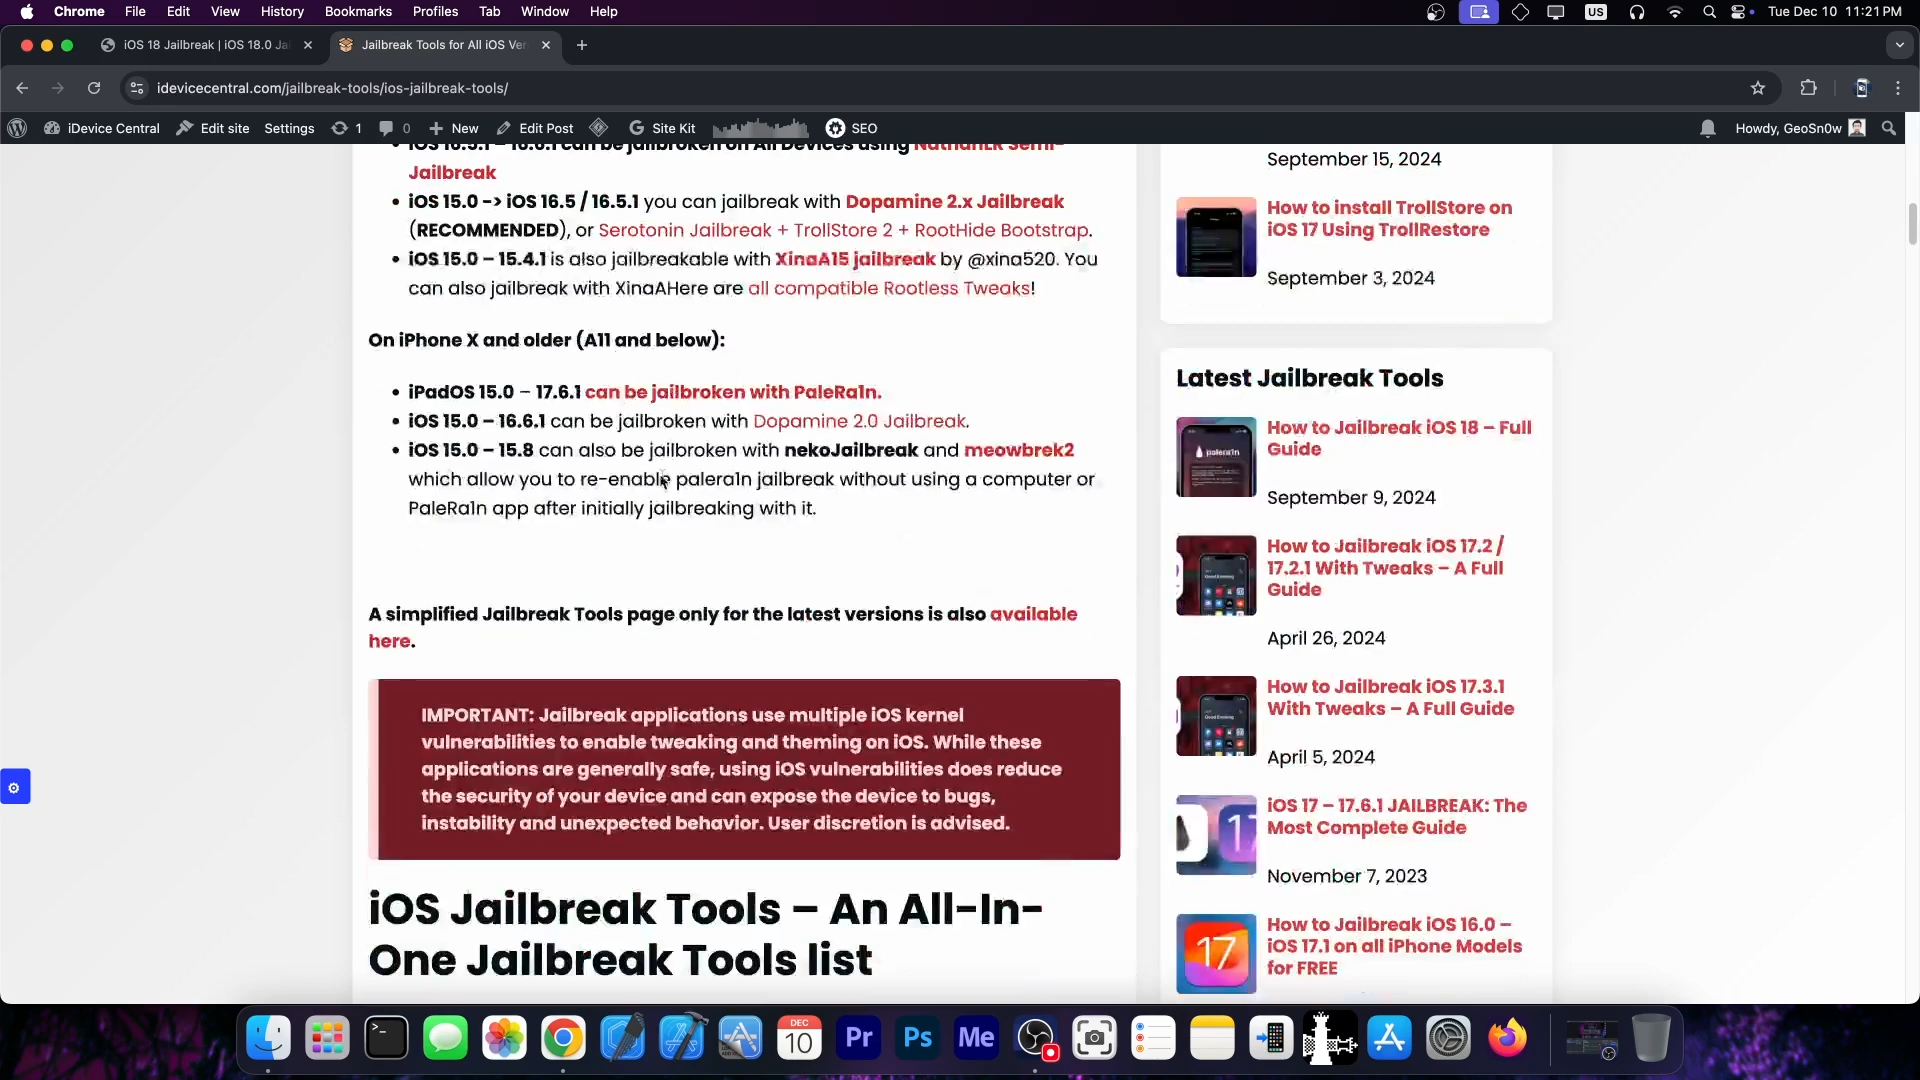 Chrome File Edit View History Bookmarks Profiles Tab Window Help
US
Tue Dec 10 11:21 PM
iOS 18 Jailbreak | iOS 18.0 Ja
Jailbreak Tools for All iOS Ver
idevicecentral.com/jailbreak-tools/ios-jailbreak-tools/
iDevice Central Edit site Settings 1 0 New Edit Post Site Kit SEO
Howdy, GeoSn0w
iOS 16.5.1 – 16.6.1 can be jailbroken on All Devices using NathanLR Semi-
Jailbreak
iOS 15.0 -> iOS 16.5 / 16.5.1 you can jailbreak with Dopamine 2.x Jailbreak
(RECOMMENDED), or Serotonin Jailbreak + TrollStore 2 + RootHide Bootstrap.
iOS 15.0 – 15.4.1 is also jailbreakable with XinaA15 jailbreak by @xina520. You
can also jailbreak with XinaAHere are all compatible Rootless Tweaks!
On iPhone X and older (A11 and below):
iPadOS 15.0 – 17.6.1 can be jailbroken with PaleRa1n.
iOS 15.0 – 16.6.1 can be jailbroken with Dopamine 2.0 Jailbreak.
iOS 15.0 – 15.8 can also be jailbroken with nekoJailbreak and meowbrek2
which allow you to re-enable palera1n jailbreak without using a computer or
PaleRa1n app after initially jailbreaking with it.
A simplified Jailbreak Tools page only for the latest versions is also available
here.
IMPORTANT: Jailbreak applications use multiple iOS kernel
vulnerabilities to enable tweaking and theming on iOS. While these
applications are generally safe, using iOS vulnerabilities does reduce
the security of your device and can expose the device to bugs,
instability and unexpected behavior. User discretion is advised.
iOS Jailbreak Tools – An All-In-
One Jailbreak Tools list
September 15, 2024
How to install TrollStore on
iOS 17 Using TrollRestore
September 3, 2024
Latest Jailbreak Tools
palera1n
How to Jailbreak iOS 18 – Full
Guide
September 9, 2024
How to Jailbreak iOS 17.2 /
17.2.1 With Tweaks – A Full
Guide
April 26, 2024
How to Jailbreak iOS 17.3.1
With Tweaks – A Full Guide
April 5, 2024
17
iOS 17 – 17.6.1 JAILBREAK: The
Most Complete Guide
November 7, 2023
17
How to Jailbreak iOS 16.0 –
iOS 17.1 on all iPhone Models
for FREE
DEC
10
Pr
Ps
Me